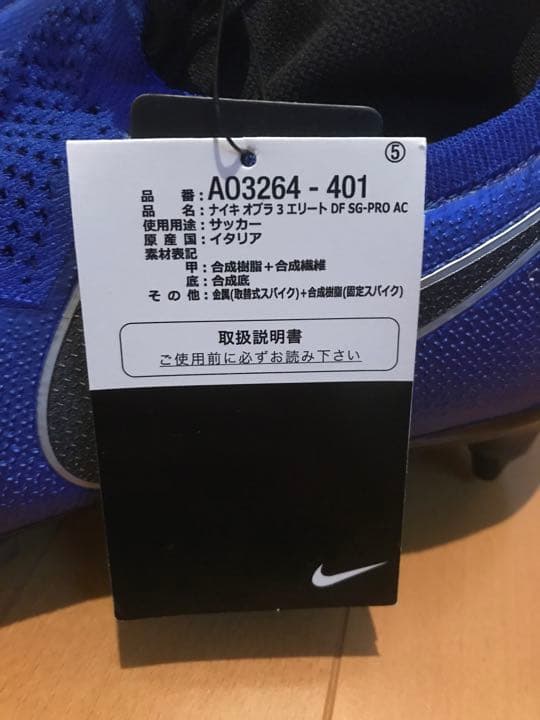 ⑤
品 番:AO3264 - 401
品 名:ナイキ オブラ 3 エリート DF SG-PRO AC
使用用途:サッカー
原 産 国:イタリア
素材表記
甲:合成樹脂+合成繊維
底:合成底
そ の 他:金属(取替式スパイク)+合成樹脂(固定スパイク)
取扱説明書
ご使用前に必ずお読み下さい